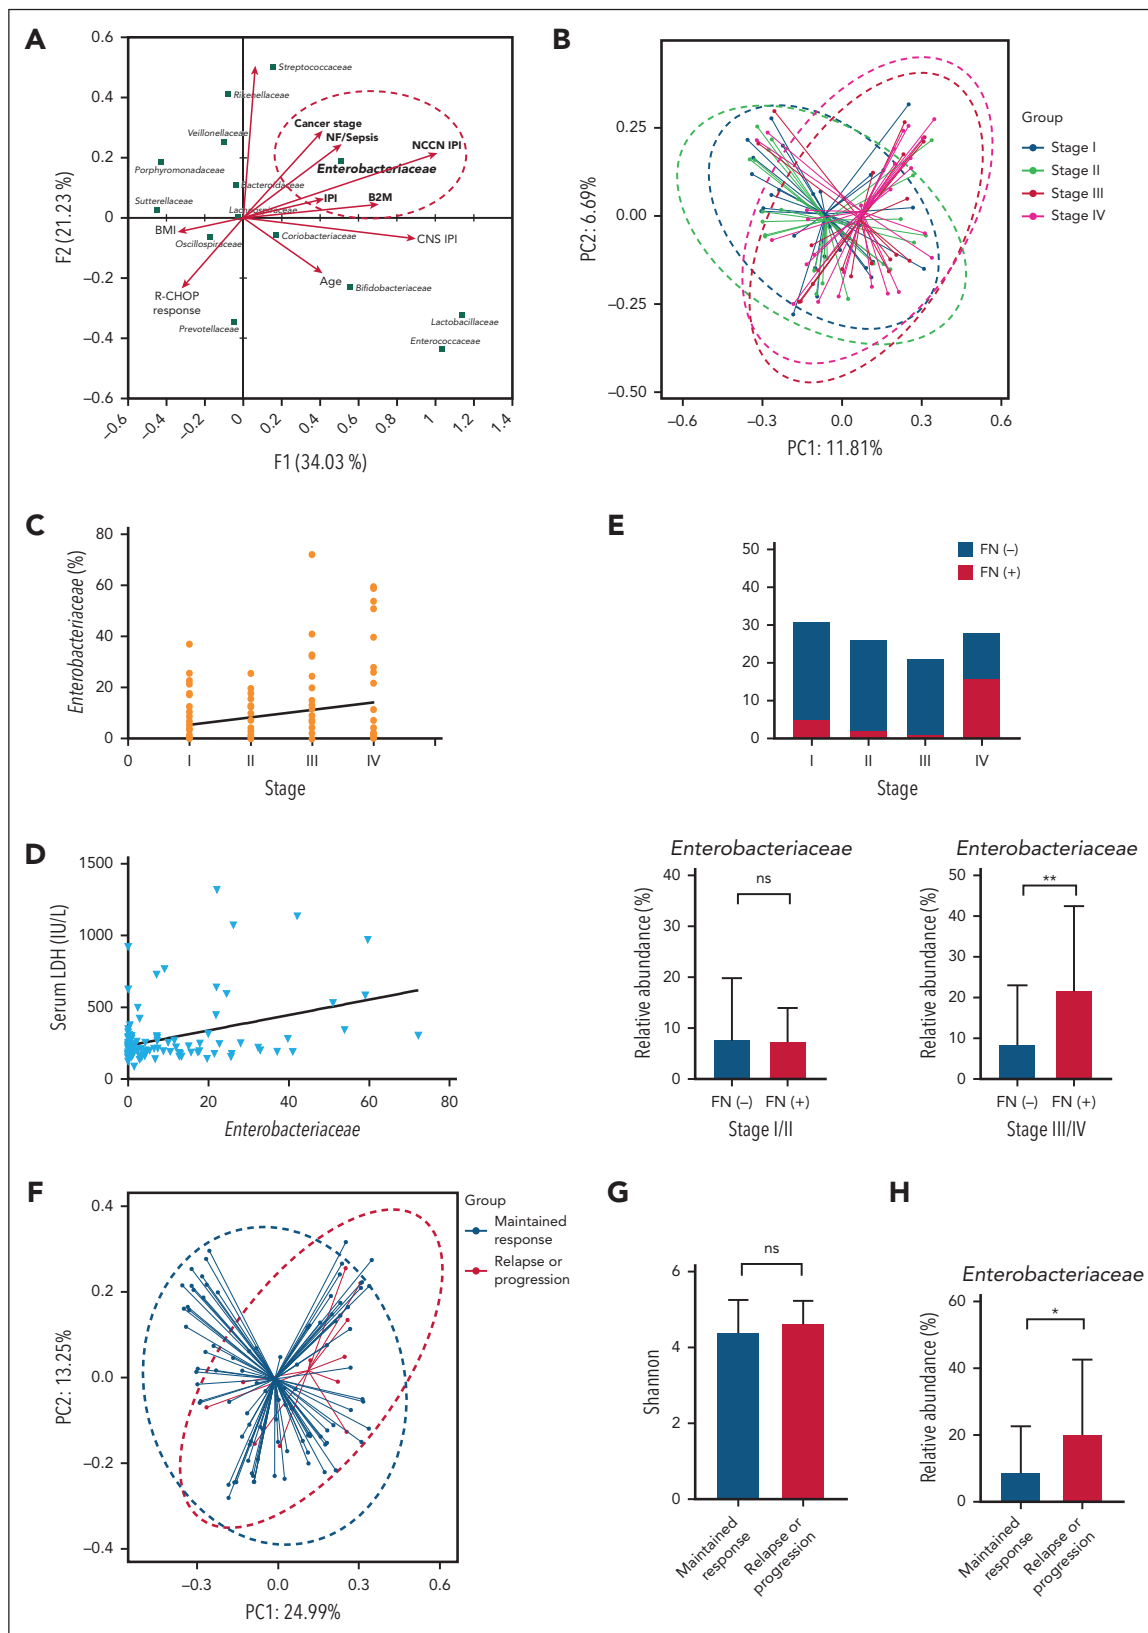 A
0.6
0.4
0.2
0
–0.2
–0.4
–0.6
F2 (21.23 %)
Streptococcaceae
Rikenellaceae
Veillonellaceae
Porphyromonadaceae
Bacteroidaceae
Sutterellaceae
Lachnospiraceae
BMI
Oscillospiraceae
R-CHOP
response
Prevotellaceae
Cancer stage
NF/Sepsis
NCCN IPI
Enterobacteriaceae
IPI
B2M
CNS IPI
Coriobacteriaceae
Age
Bifidobacteriaceae
Lactobacillaceae
Enterococcaceae
–0.6
–0.4
–0.2
0
0.2
0.4
0.6
0.8
1
1.2
1.4
F1 (34.03 %)
B
0.25
0.00
–0.25
–0.50
PC2: 6.69%
–0.6
–0.3
0.0
0.3
0.6
PC1: 11.81%
Group
Stage I
Stage II
Stage III
Stage IV
C
80
60
40
20
0
Enterobacteriaceae (%)
0
I
II
III
IV
Stage
E
50
40
30
20
10
0
FN (–)
FN (+)
I
II
III
IV
Stage
D
1500
1000
500
0
Serum LDH (IU/L)
0
20
40
60
80
Enterobacteriaceae
Enterobacteriaceae
40
30
20
10
0
Relative abundance (%)
ns
FN (–)
FN (+)
Stage I/II
Enterobacteriaceae
50
40
30
20
10
0
Relative abundance (%)
**
FN (–)
FN (+)
Stage III/IV
F
0.4
0.2
0.0
–0.2
–0.4
PC2: 13.25%
–0.3
0.0
0.3
0.6
PC1: 24.99%
Group
Maintained
response
Relapse or
progression
G
6
4
2
0
Shannon
ns
Maintained
response
Relapse or
progression
H
Enterobacteriaceae
60
40
20
0
Relative abundance (%)
*
Maintained
response
Relapse or
progression